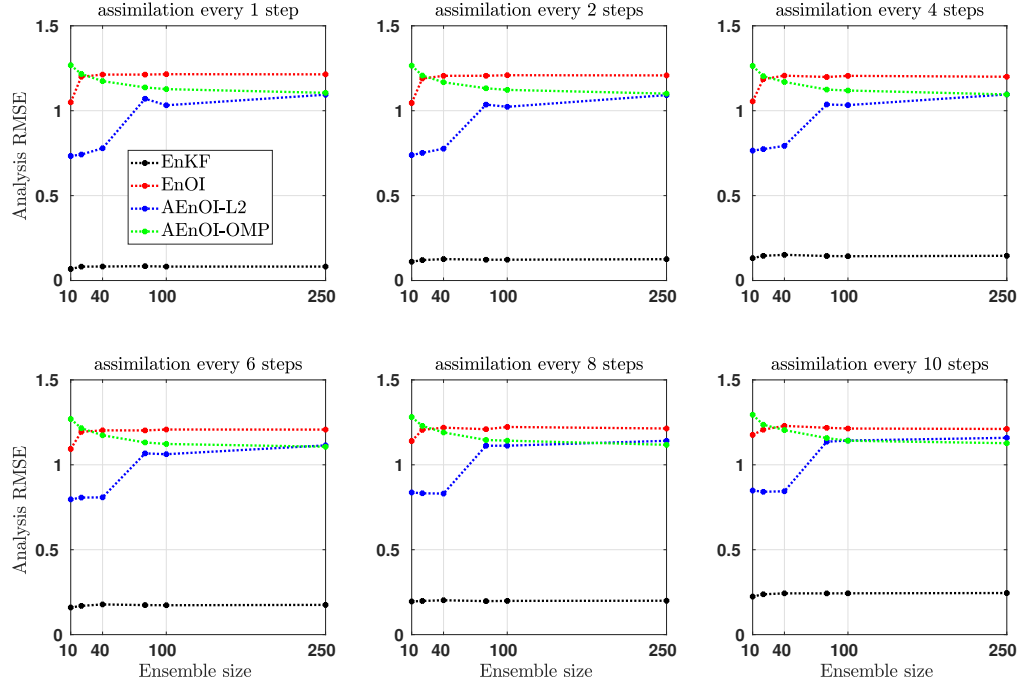 assimilation every 1 step
assimilation every 2 steps
assimilation every 4 steps
1.5
1
0.5
0
Analysis RMSE
EnKF
EnOI
AEnOI-L2
AEnOI-OMP
10 40 100 250
1.5
1
0.5
0
10 40 100 250
1.5
1
0.5
0
10 40 100 250
assimilation every 6 steps
assimilation every 8 steps
assimilation every 10 steps
1.5
1
0.5
0
Analysis RMSE
10 40 100 250
Ensemble size
1.5
1
0.5
0
10 40 100 250
Ensemble size
1.5
1
0.5
0
10 40 100 250
Ensemble size